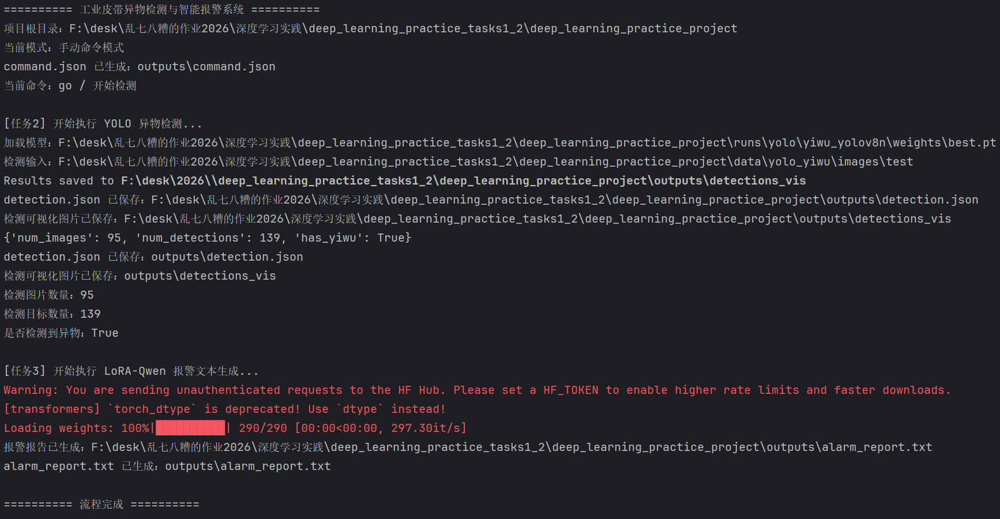 ========== 工业皮带异物检测与智能报警系统 ==========
项目根目录：F:\desk\乱七八糟的作业2026\深度学习实践\deep_learning_practice_tasks1_2\deep_learning_practice_project
当前模式：手动命令模式
command.json 已生成：outputs\command.json
当前命令：go / 开始检测
[任务2] 开始执行 YOLO 异物检测...
加载模型：F:\desk\乱七八糟的作业2026\深度学习实践\deep_learning_practice_tasks1_2\deep_learning_practice_project\runs\yolo\yiwu_yolov8n\weights\best.pt
检测输入：F:\desk\乱七八糟的作业2026\深度学习实践\deep_learning_practice_tasks1_2\deep_learning_practice_project\data\yolo_yiwu\images\test
Results saved to F:\desk\2026\\deep_learning_practice_tasks1_2\deep_learning_practice_project\outputs\detections_vis
detection.json 已保存：F:\desk\乱七八糟的作业2026\深度学习实践\deep_learning_practice_tasks1_2\deep_learning_practice_project\outputs\detection.json
检测可视化图片已保存：F:\desk\乱七八糟的作业2026\深度学习实践\deep_learning_practice_tasks1_2\deep_learning_practice_project\outputs\detections_vis
{'num_images': 95, 'num_detections': 139, 'has_yiwu': True}
detection.json 已保存：outputs\detection.json
检测可视化图片已保存：outputs\detections_vis
检测图片数量：95
检测目标数量：139
是否检测到异物：True
[任务3] 开始执行 LoRA-Qwen 报警文本生成...
Warning: You are sending unauthenticated requests to the HF Hub. Please set a HF_TOKEN to enable higher rate limits and faster downloads.
[transformers] `torch_dtype` is deprecated! Use `dtype` instead!
Loading weights: 100%|██████████| 290/290 [00:00<00:00, 297.30it/s]
报警报告已生成：F:\desk\乱七八糟的作业2026\深度学习实践\deep_learning_practice_tasks1_2\deep_learning_practice_project\outputs\alarm_report.txt
alarm_report.txt 已生成：outputs\alarm_report.txt
========== 流程完成 ==========